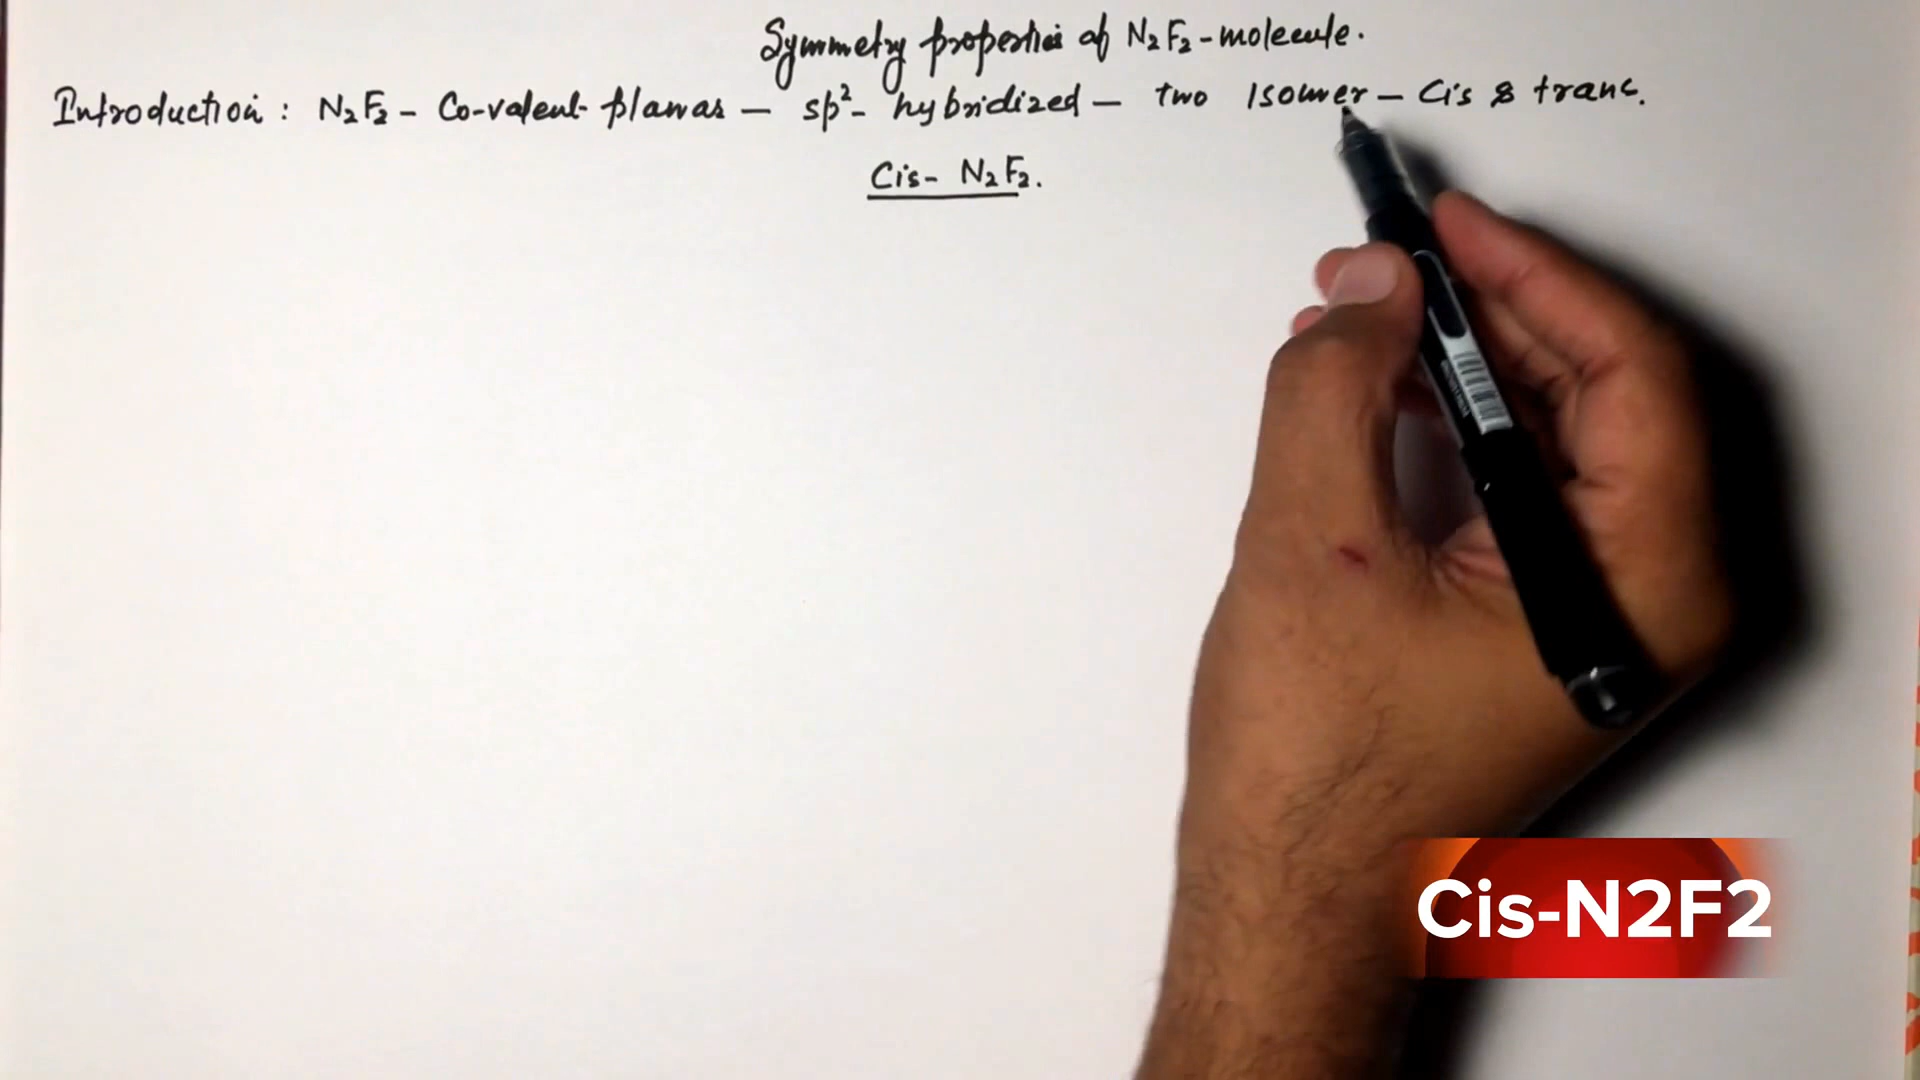 Symmetry properties of N₂F₂-molecule.
Introduction : N₂F₂ - Co-valent planar - sp²- hybridized - two Isomer - Cis & trans.
Cis- N₂F₂.
Cis-N2F2